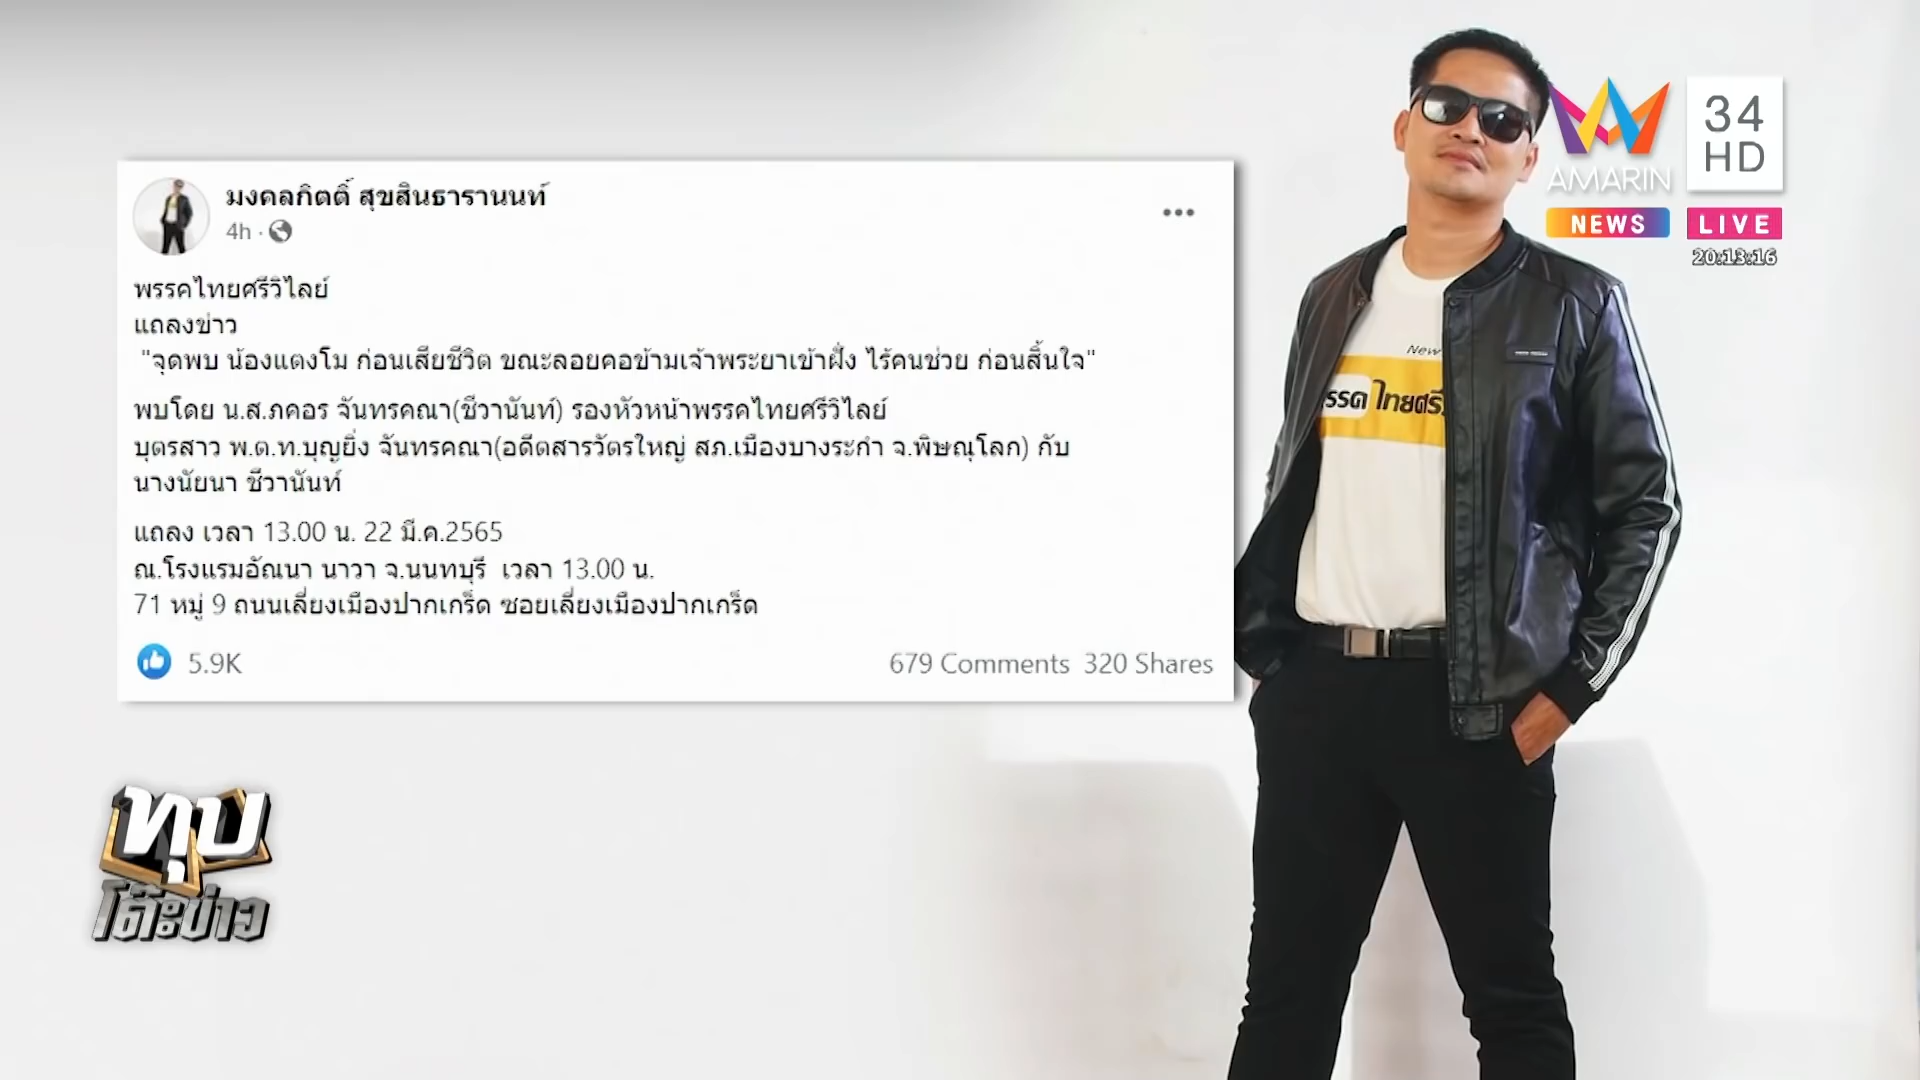 มงคลกิตติ์ สุขสินธารานนท์
4h
พรรคไทยศรีวิไลย์
แถลงข่าว
"จุดพบ น้องแตงโม ก่อนเสียชีวิต ขณะลอยคอข้ามเจ้าพระยาเข้าฝั่ง ไร้คนช่วย ก่อนสิ้นใจ"
พบโดย น.ส.ภคอร จันทรคณา(ชีวานันท์) รองหัวหน้าพรรคไทยศรีวิไลย์
บุตรสาว พ.ต.ท.บุญยิ่ง จันทรคณา(อดีตสารวัตรใหญ่ สภ.เมืองบางระกำ จ.พิษณุโลก) กับ
นางนัยนา ชีวานันท์
แถลง เวลา 13.00 น. 22 มี.ค.2565
ณ.โรงแรมอัณนา นาวา จ.นนทบุรี เวลา 13.00 น.
71 หมู่ 9 ถนนเลี่ยงเมืองปากเกร็ด ซอยเลี่ยงเมืองปากเกร็ด
5.9K
679 Comments 320 Shares
AMARIN
34
HD
NEWS
LIVE
20:13:16
New
ไทยศรี
ทุบ
โต๊ะข่าว